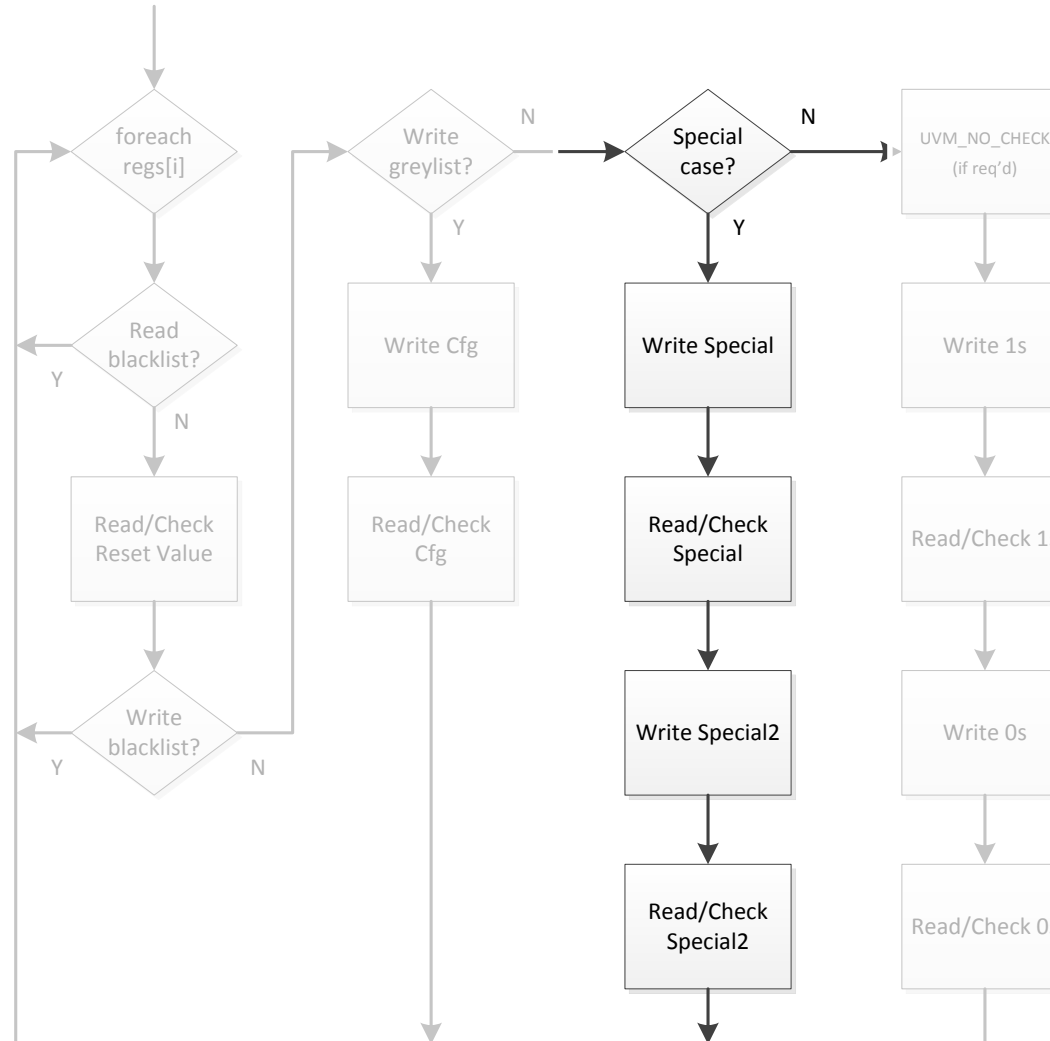 foreach
regs[i]
Read
blacklist?
Y
N
Read/Check
Reset Value
Write
blacklist?
Y
N
Write
greylist?
N
Y
Write Cfg
Read/Check
Cfg
Special
case?
N
Y
Write Special
Read/Check
Special
Write Special2
Read/Check
Special2
UVM_NO_CHECK
(if req'd)
Write 1s
Read/Check 1
Write 0s
Read/Check 0